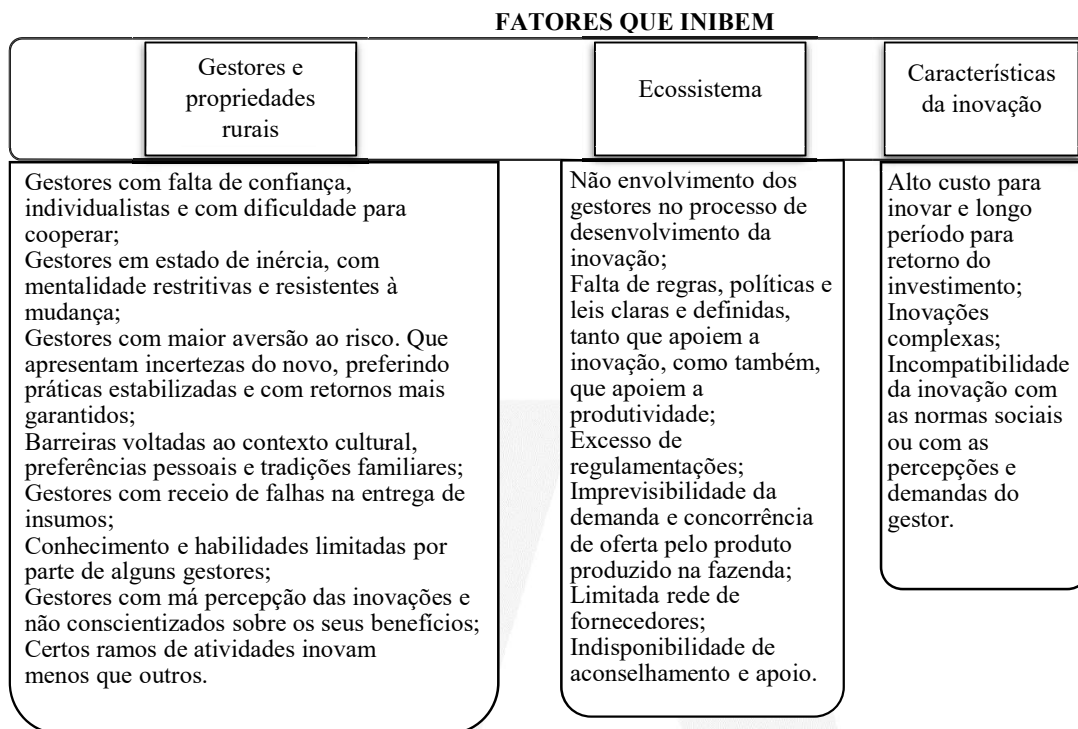 FATORES QUE INIBEM
Gestores e
propriedades
rurais
Ecossistema
Características
da inovação
Gestores com falta de confiança,
individualistas e com dificuldade para
cooperar;
Gestores em estado de inércia, com
mentalidade restritivas e resistentes à
mudança;
Gestores com maior aversão ao risco. Que
apresentam incertezas do novo, preferindo
práticas estabilizadas e com retornos mais
garantidos;
Barreiras voltadas ao contexto cultural,
preferências pessoais e tradições familiares;
Gestores com receio de falhas na entrega de
insumos;
Conhecimento e habilidades limitadas por
parte de alguns gestores;
Gestores com má percepção das inovações e
não conscientizados sobre os seus benefícios;
Certos ramos de atividades inovam
menos que outros.
Não envolvimento dos
gestores no processo de
desenvolvimento da
inovação;
Falta de regras, políticas e
leis claras e definidas,
tanto que apoiem a
inovação, como também,
que apoiem a
produtividade;
Excesso de
regulamentações;
Imprevisibilidade da
demanda e concorrência
de oferta pelo produto
produzido na fazenda;
Limitada rede de
fornecedores;
Indisponibilidade de
aconselhamento e apoio.
Alto custo para
inovar e longo
período para
retorno do
investimento;
Inovações
complexas;
Incompatibilidade
da inovação com
as normas sociais
ou com as
percepções e
demandas do
gestor.